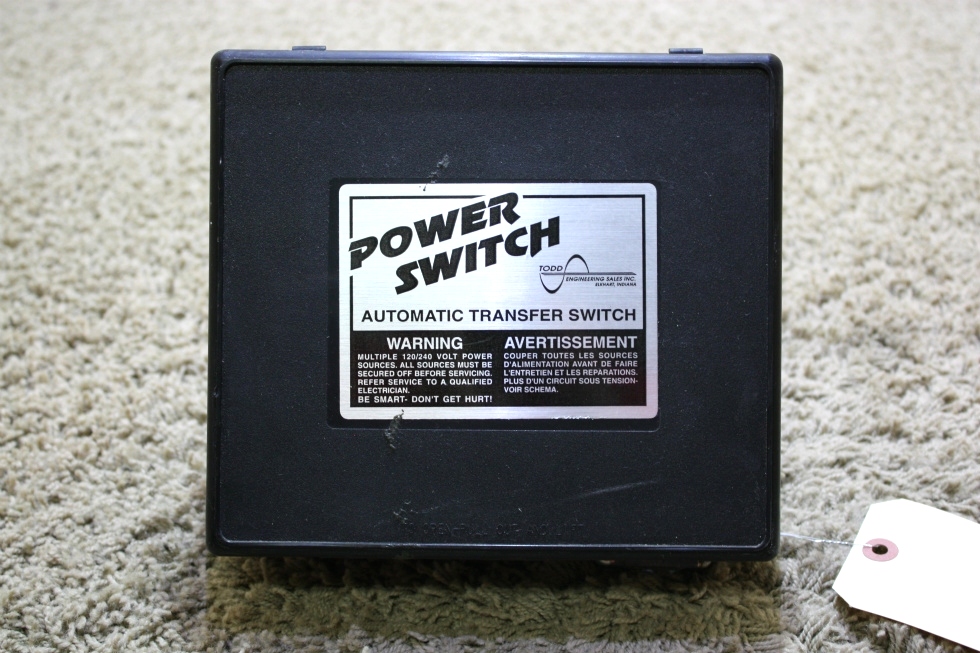 POWER
SWITCH
TODD
ENGINEERING SALES INC.
ELKHART, INDIANA
AUTOMATIC TRANSFER SWITCH
WARNING
MULTIPLE 120/240 VOLT POWER
SOURCES. ALL SOURCES MUST BE
SECURED OFF BEFORE SERVICING.
REFER SERVICE TO A QUALIFIED
ELECTRICIAN.
BE SMART- DON'T GET HURT!
AVERTISSEMENT
COUPER TOUTES LES SOURCES
D'ALIMENTATION AVANT DE FAIRE
L'ENTRETIEN ET LES REPARATIONS.
PLUS D'UN CIRCUIT SOUS TENSION-
VOIR SCHEMA.